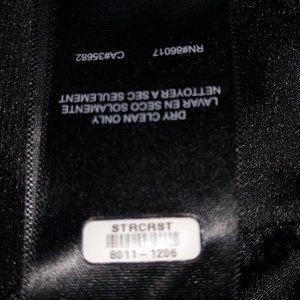 DRY CLEAN ONLY
LAVAR EN SECO SOLAMENTE
NETTOYER A SEC SEULEMENT
RN#86017 CA#35682
STRCRST
8011-1206